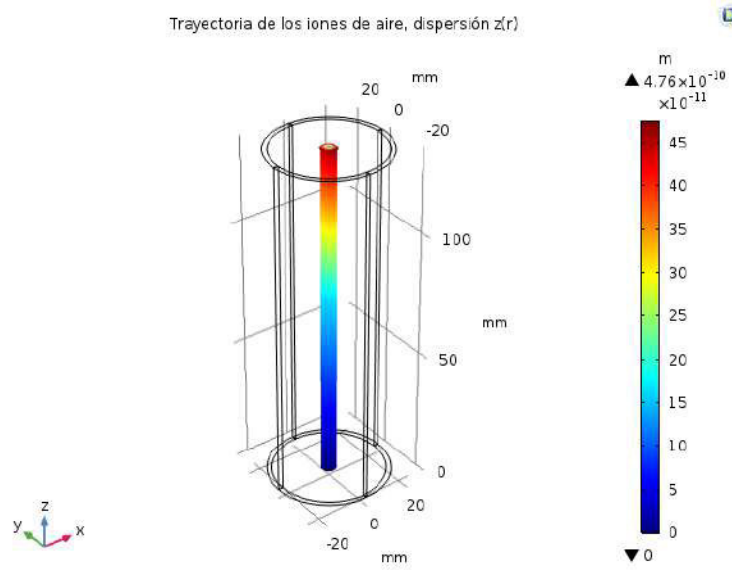 Trayectoria de los iones de aire, dispersión z(r)
m
▲ 4.76×10⁻¹⁰
×10⁻¹¹
mm
20
0
-20
45
40
35
30
25
20
15
10
5
0
▼ 0
100
mm
50
0
20
0
-20
mm
z
y
x